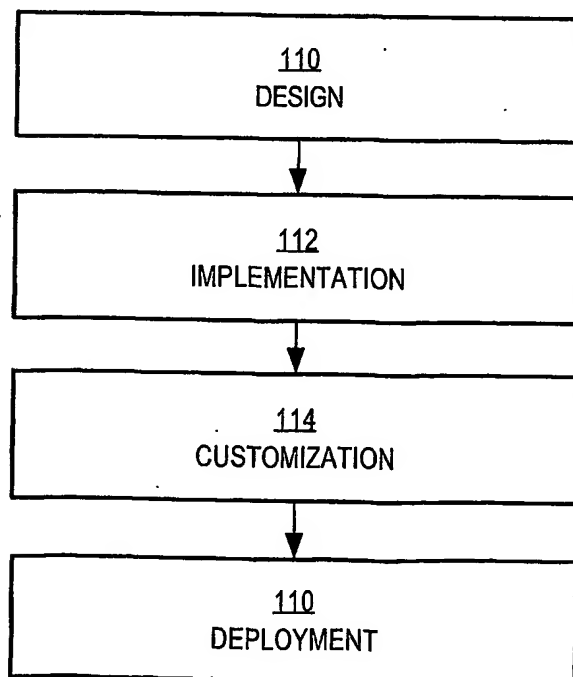 110
DESIGN
112
IMPLEMENTATION
114
CUSTOMIZATION
110
DEPLOYMENT